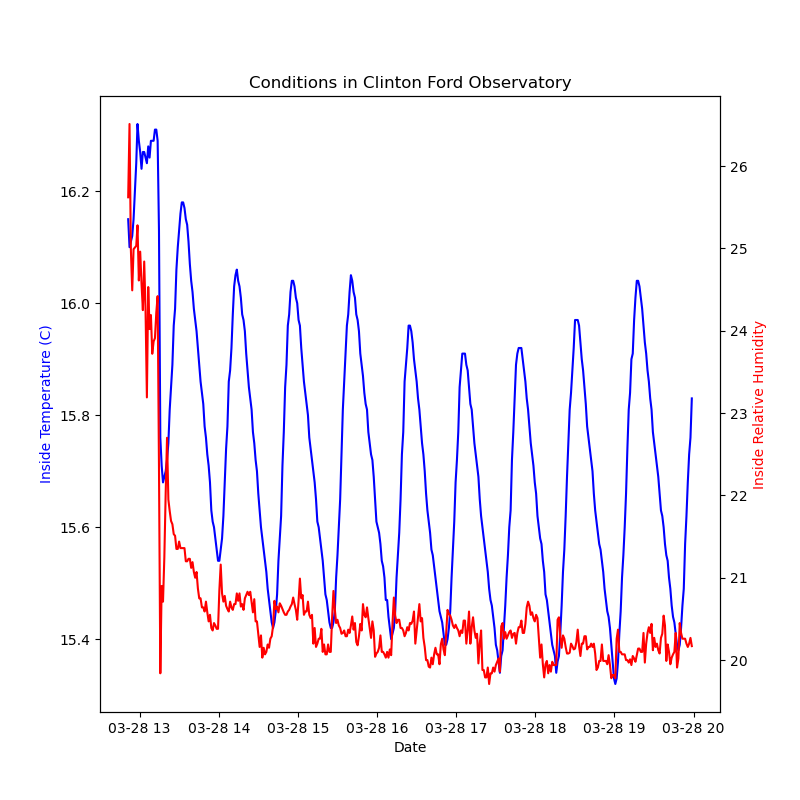 Conditions in Clinton Ford Observatory
Inside Temperature (C)
16.2
16.0
15.8
15.6
15.4
26
25
24
23
22
21
20
Inside Relative Humidity
03-28 13 03-28 14 03-28 15 03-28 16 03-28 17 03-28 18 03-28 19 03-28 20
Date